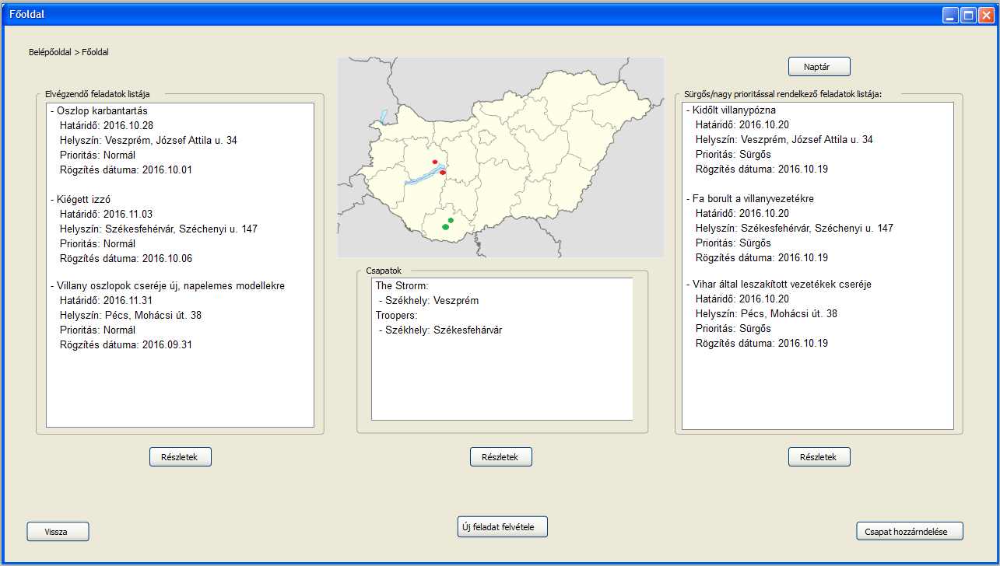 Főoldal
Belépőoldal > Főoldal
Naptár
Elvégzendő feladatok listája
- Oszlop karbantartás
Határidő: 2016.10.28
Helyszín: Veszprém, József Attila u. 34
Prioritás: Normál
Rögzítés dátuma: 2016.10.01
- Kiégett izzó
Határidő: 2016.11.03
Helyszín: Székesfehérvár, Széchenyi u. 147
Prioritás: Normál
Rögzítés dátuma: 2016.10.06
- Villany oszlopok cseréje új, napelemes modellekre
Határidő: 2016.11.31
Helyszín: Pécs, Mohácsi út. 38
Prioritás: Normál
Rögzítés dátuma: 2016.09.31
Részletek
Csapatok
The Strorm:
- Székhely: Veszprém
Troopers:
- Székhely: Székesfehárvár
Részletek
Sürgős/nagy prioritással rendelkező feladatok listája:
- Kidőlt villanypózna
Határidő: 2016.10.20
Helyszín: Veszprém, József Attila u. 34
Prioritás: Sürgős
Rögzítés dátuma: 2016.10.19
- Fa borult a villanyvezetékre
Határidő: 2016.10.20
Helyszín: Székesfehérvár, Széchenyi u. 147
Prioritás: Sürgős
Rögzítés dátuma: 2016.10.19
- Vihar által leszakított vezetékek cseréje
Határidő: 2016.10.20
Helyszín: Pécs, Mohácsi út. 38
Prioritás: Sürgős
Rögzítés dátuma: 2016.10.19
Részletek
Vissza
Új feladat felvétele
Csapat hozzárndelése